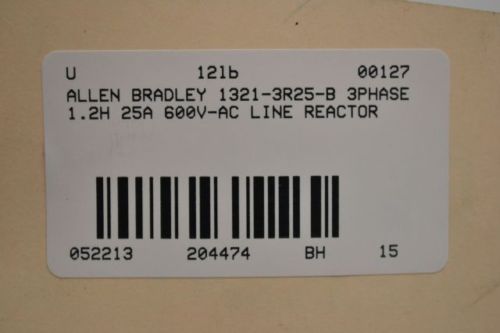 U 12lb 00127
ALLEN BRADLEY 1321-3R25-B 3PHASE
1.2H 25A 600V-AC LINE REACTOR
052213 204474 BH 15